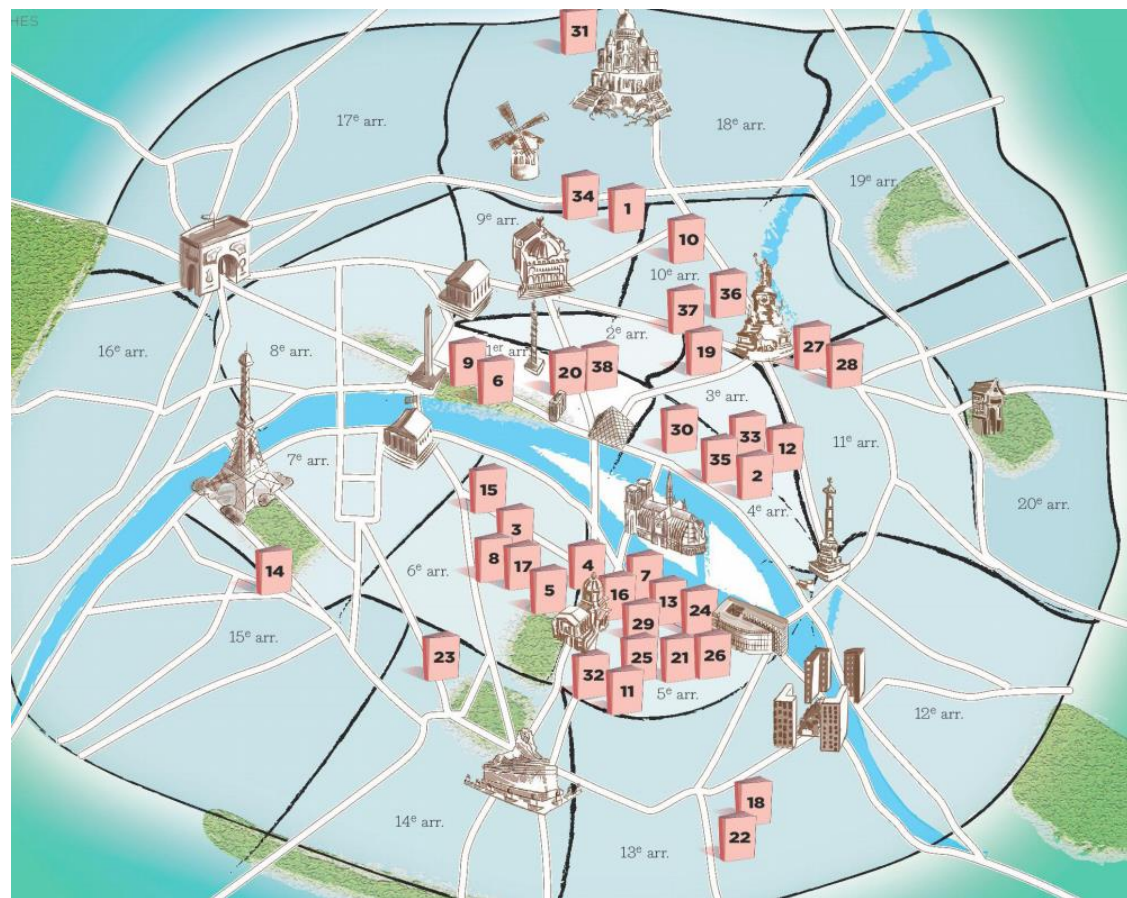 HES
31
17e arr.
18e arr.
19e arr.
34
1
9e arr.
10
10e arr.
36
37
2e arr.
16e arr.
8e arr.
1er arr.
9
6
20
38
19
27
28
3e arr.
30
33
12
35
2
11e arr.
7e arr.
15
4e arr.
20e arr.
3
8
17
6e arr.
14
5
4
16
7
13
24
29
15e arr.
23
25
21
26
32
11
5e arr.
12e arr.
18
22
14e arr.
13e arr.